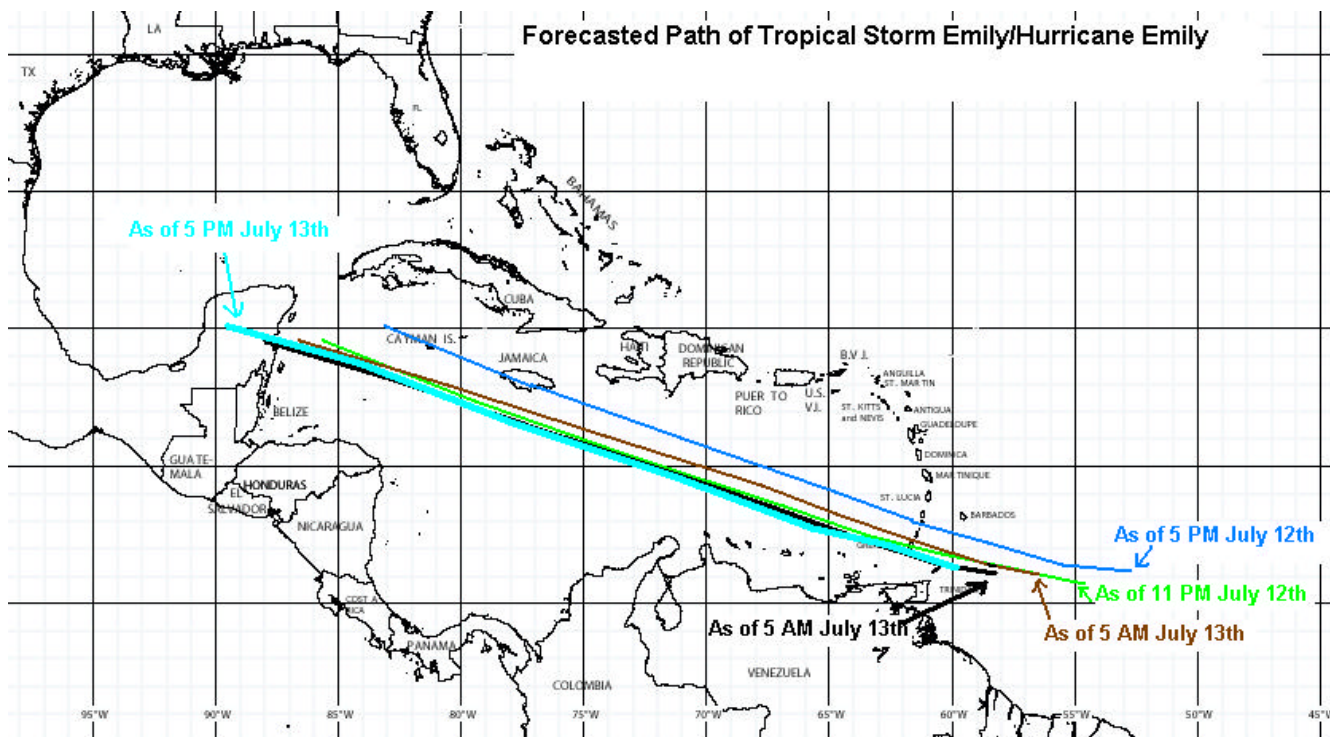 Forecasted Path of Tropical Storm Emily/Hurricane Emily
LA
TX
FL
BAHAMAS
As of 5 PM July 13th
CUBA
CAYMAN IS.
JAMAICA
HAITI
DOMINICAN
REPUBLIC
B.V J.
ANGUILLA
ST. MARTIN
PUER TO
RICO
U.S.
V.J.
ST. KITTS
and NEVIS
ANTIGUA
GUADELOUPE
BELIZE
DOMINICA
GUATE-
MALA
MARTINIQUE
HONDURAS
EL
SALVADOR
ST. LUCIA
BARBADOS
NICARAGUA
As of 5 PM July 12th
As of 11 PM July 12th
COST A
RICA
As of 5 AM July 13th
As of 5 AM July 13th
PANAMA
VENEZUELA
COLOMBIA
95°W
90°W
85°W
80°W
75°W
70°W
65°W
60°W
55°W
50°W